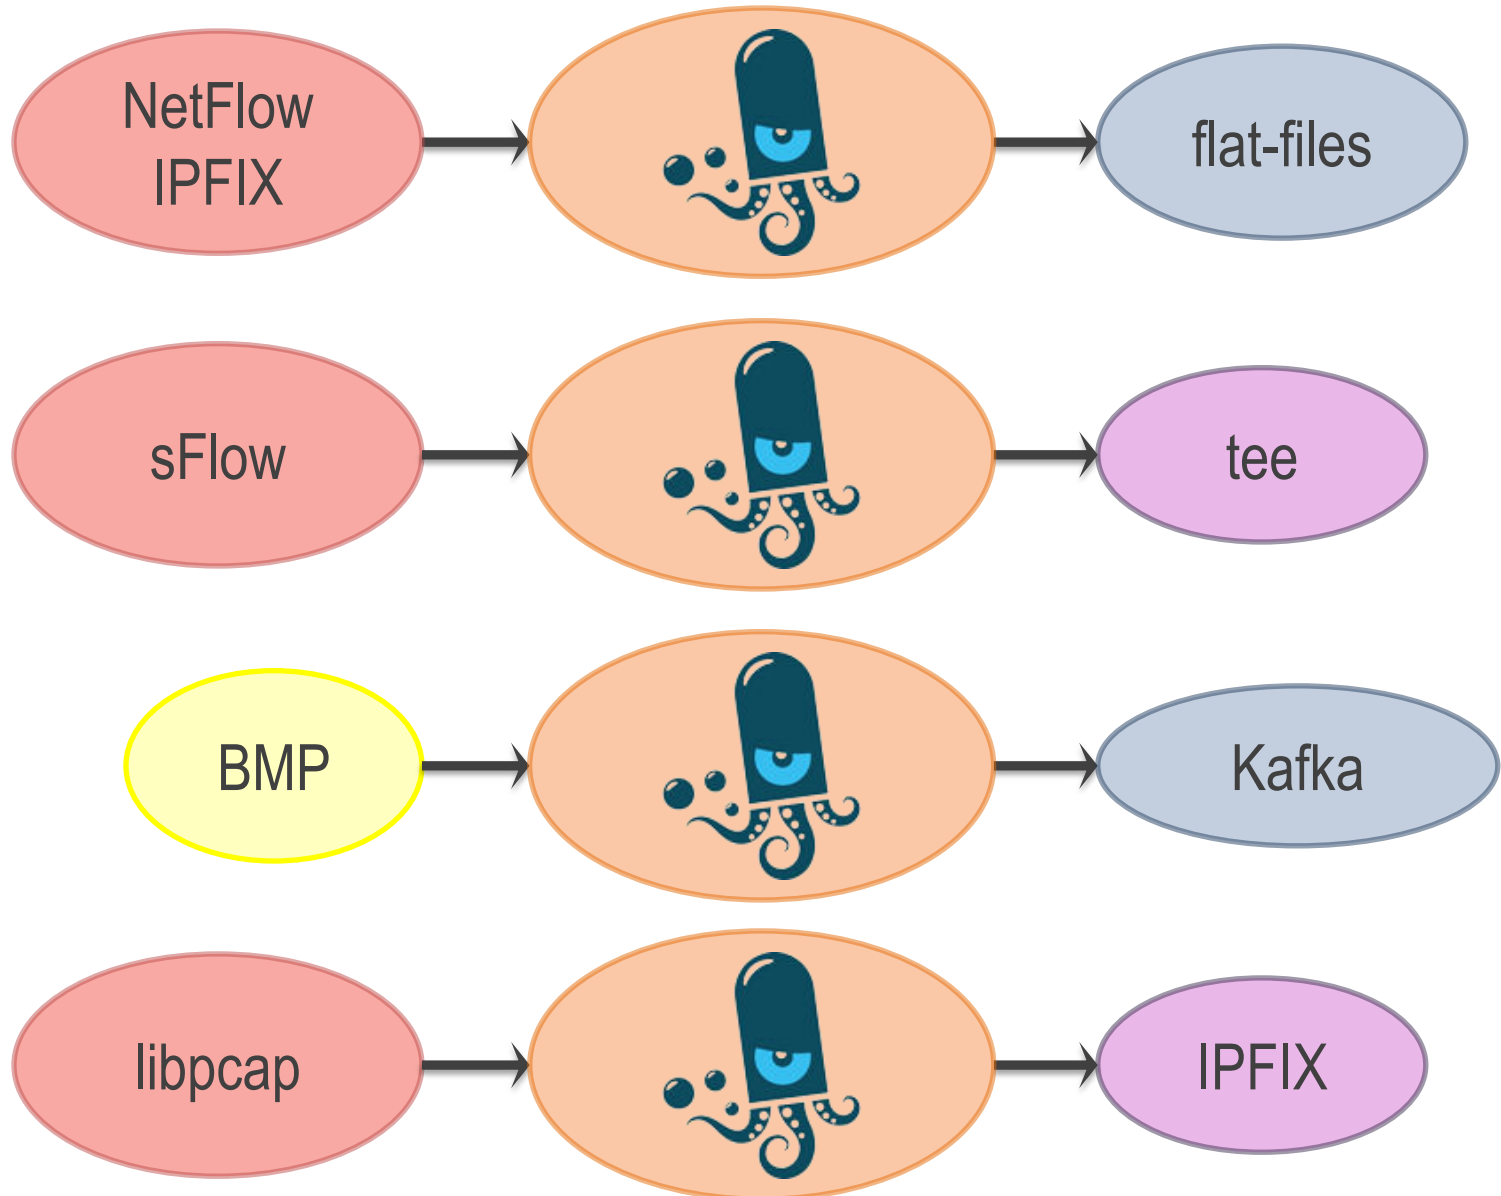 NetFlow
IPFIX
flat-files
sFlow
tee
BMP
Kafka
libpcap
IPFIX